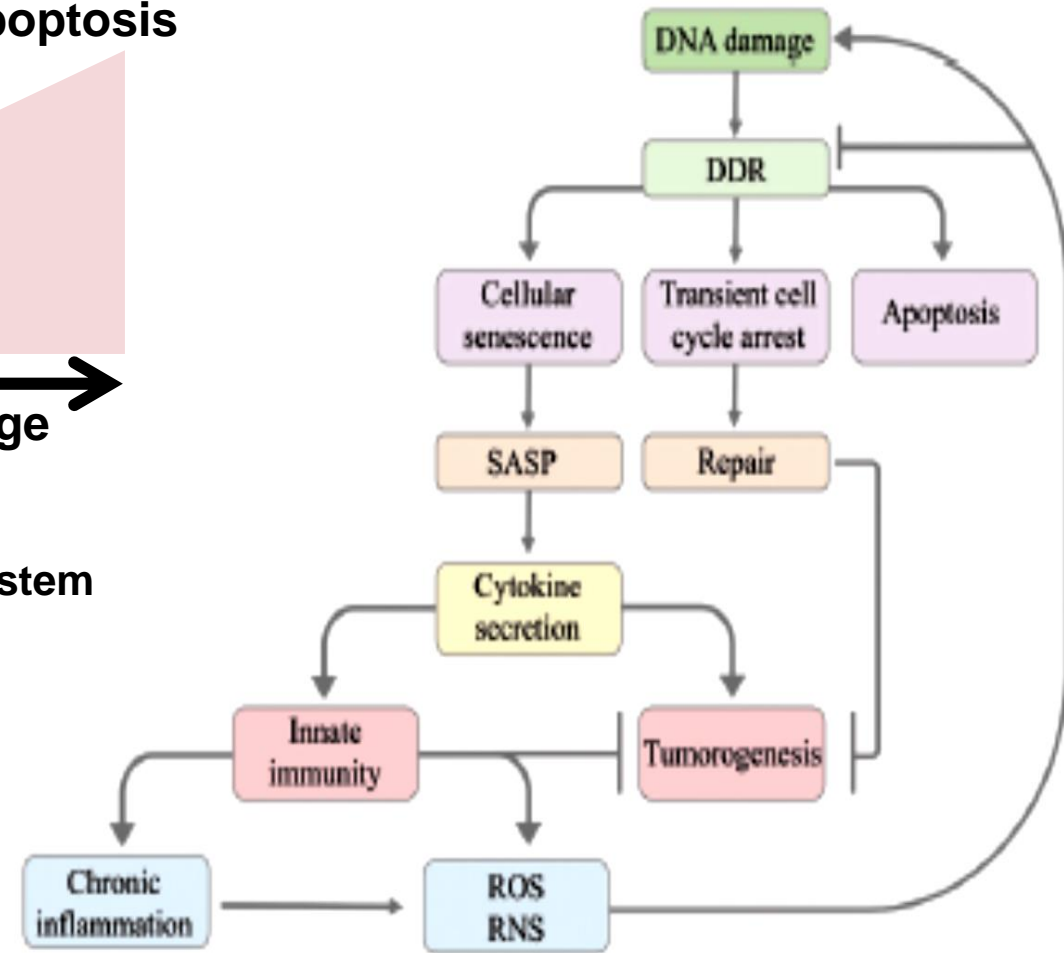 poptosis
ge
stem
DNA damage
DDR
Cellular
senescence
Transient cell
cycle arrest
Apoptosis
SASP
Repair
Cytokine
secretion
Innate
immunity
Tumorogenesis
Chronic
inflammation
ROS
RNS